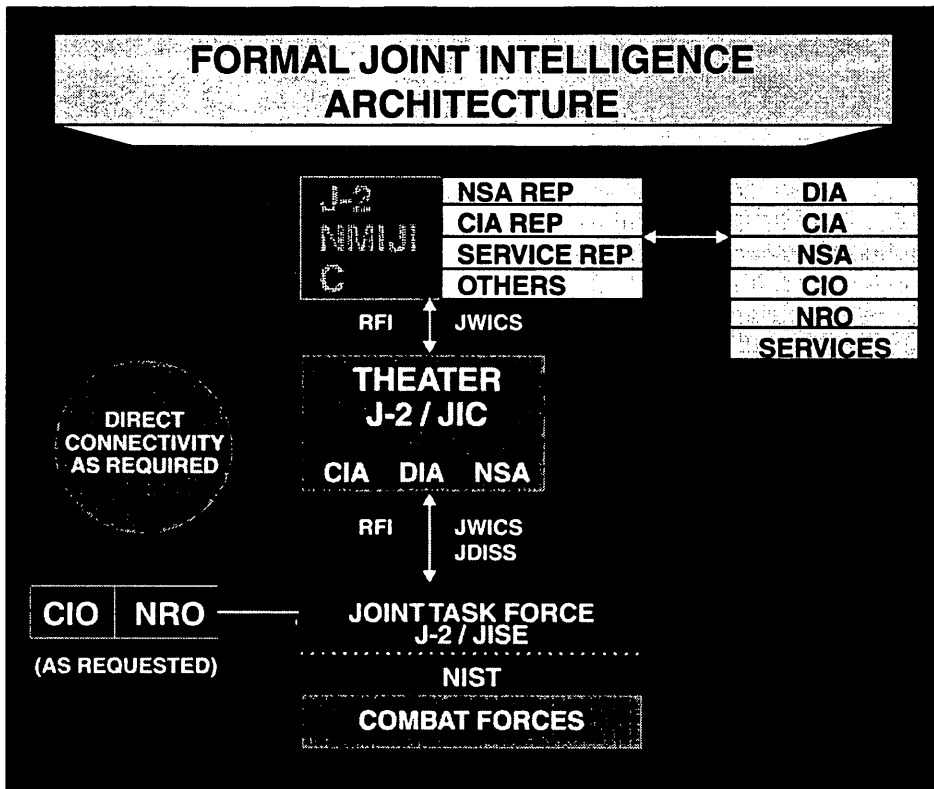 FORMAL JOINT INTELLIGENCE
ARCHITECTURE
J-2
NMIJI
C
NSA REP
CIA REP
SERVICE REP
OTHERS
DIA
CIA
NSA
CIO
NRO
SERVICES
RFI
JWICS
THEATER
J-2 / JIC
CIA DIA NSA
DIRECT
CONNECTIVITY
AS REQUIRED
RFI
JWICS
JDISS
CIO NRO
(AS REQUESTED)
JOINT TASK FORCE
J-2 / JISE
NIST
COMBAT FORCES